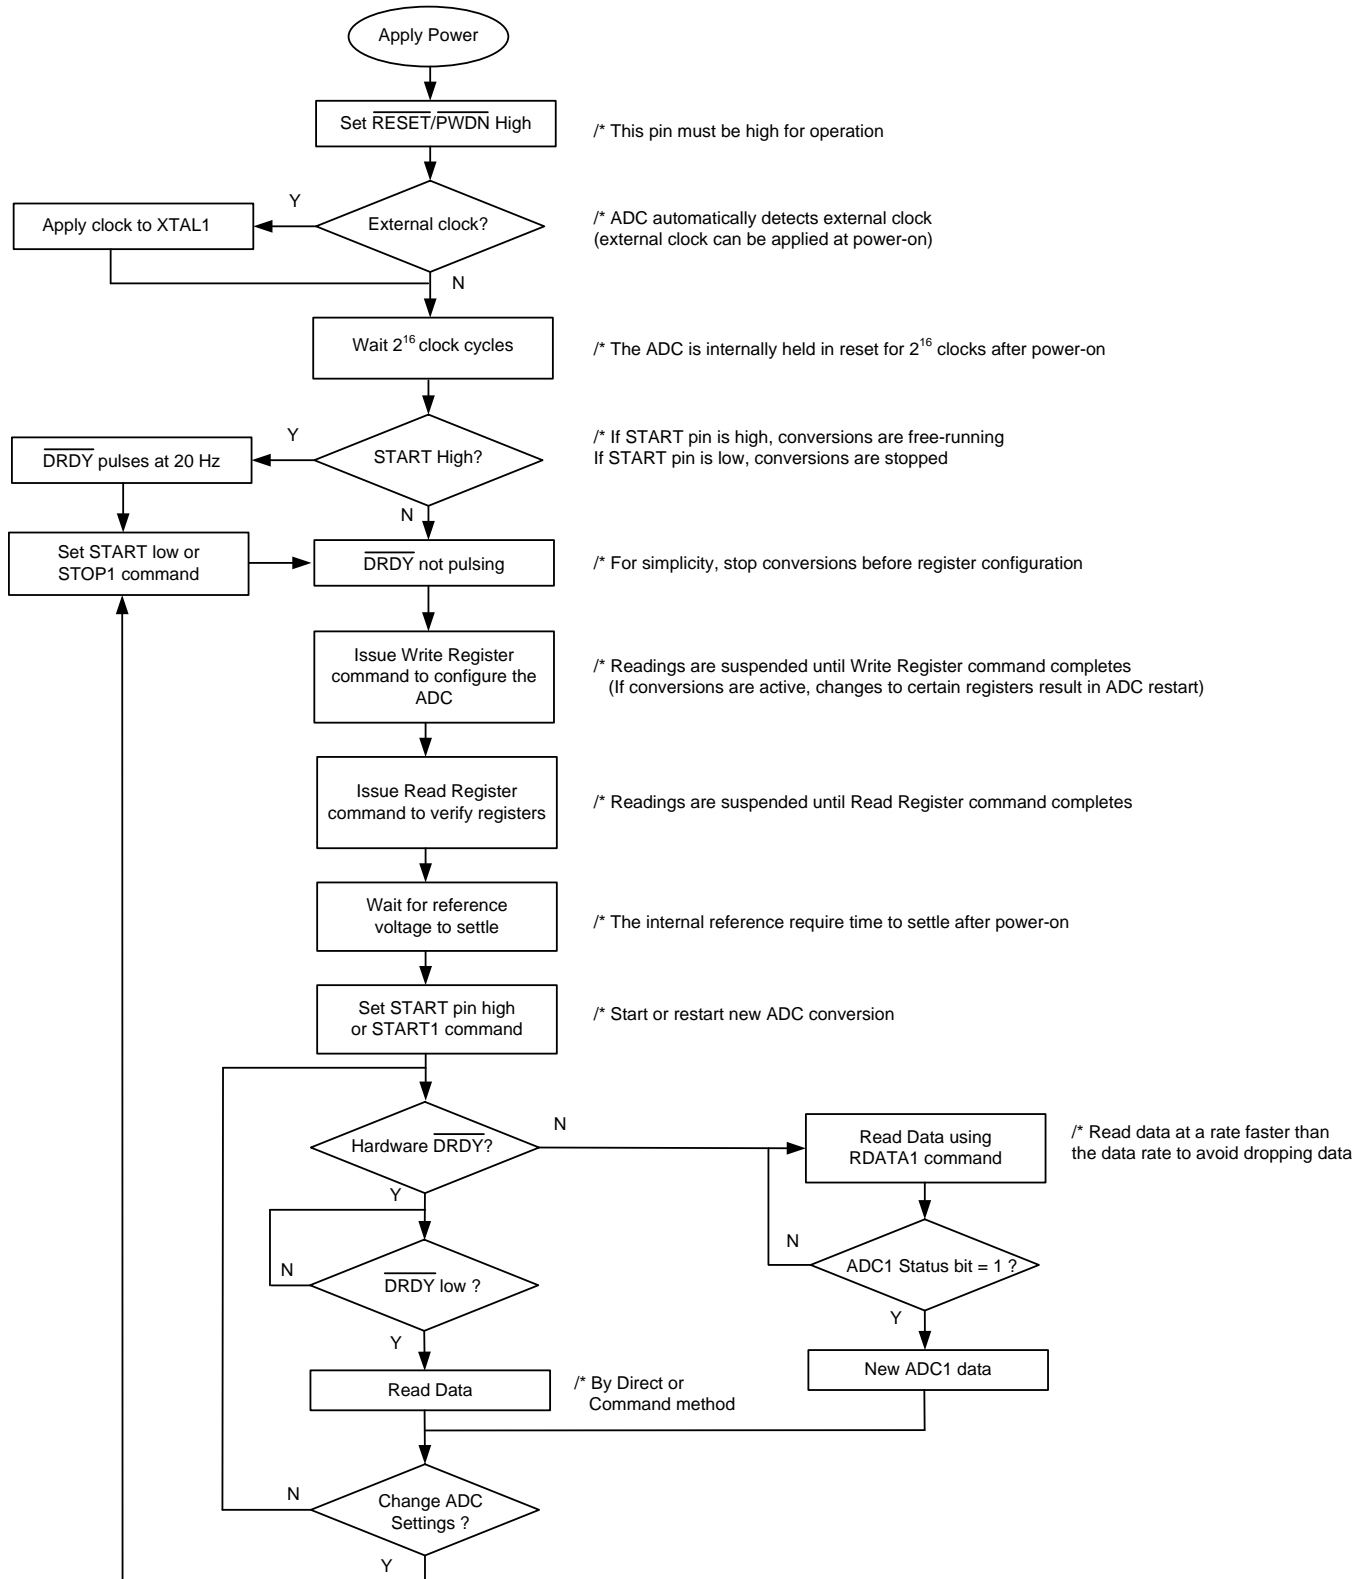 Apply Power
Set RESET/PWDN High
/* This pin must be high for operation
Y
Apply clock to XTAL1
External clock?
/* ADC automatically detects external clock
(external clock can be applied at power-on)
N
Wait 2^16 clock cycles
/* The ADC is internally held in reset for 2^16 clocks after power-on
Y
DRDY pulses at 20 Hz
START High?
/* If START pin is high, conversions are free-running
If START pin is low, conversions are stopped
N
Set START low or
STOP1 command
DRDY not pulsing
/* For simplicity, stop conversions before register configuration
Issue Write Register
command to configure the
ADC
/* Readings are suspended until Write Register command completes
(If conversions are active, changes to certain registers result in ADC restart)
Issue Read Register
command to verify registers
/* Readings are suspended until Read Register command completes
Wait for reference
voltage to settle
/* The internal reference require time to settle after power-on
Set START pin high
or START1 command
/* Start or restart new ADC conversion
Hardware DRDY?
N
Read Data using
RDATA1 command
/* Read data at a rate faster than
the data rate to avoid dropping data
Y
N
DRDY low ?
N
ADC1 Status bit = 1 ?
Y
Y
Read Data
/* By Direct or
Command method
New ADC1 data
N
Change ADC
Settings ?
Y